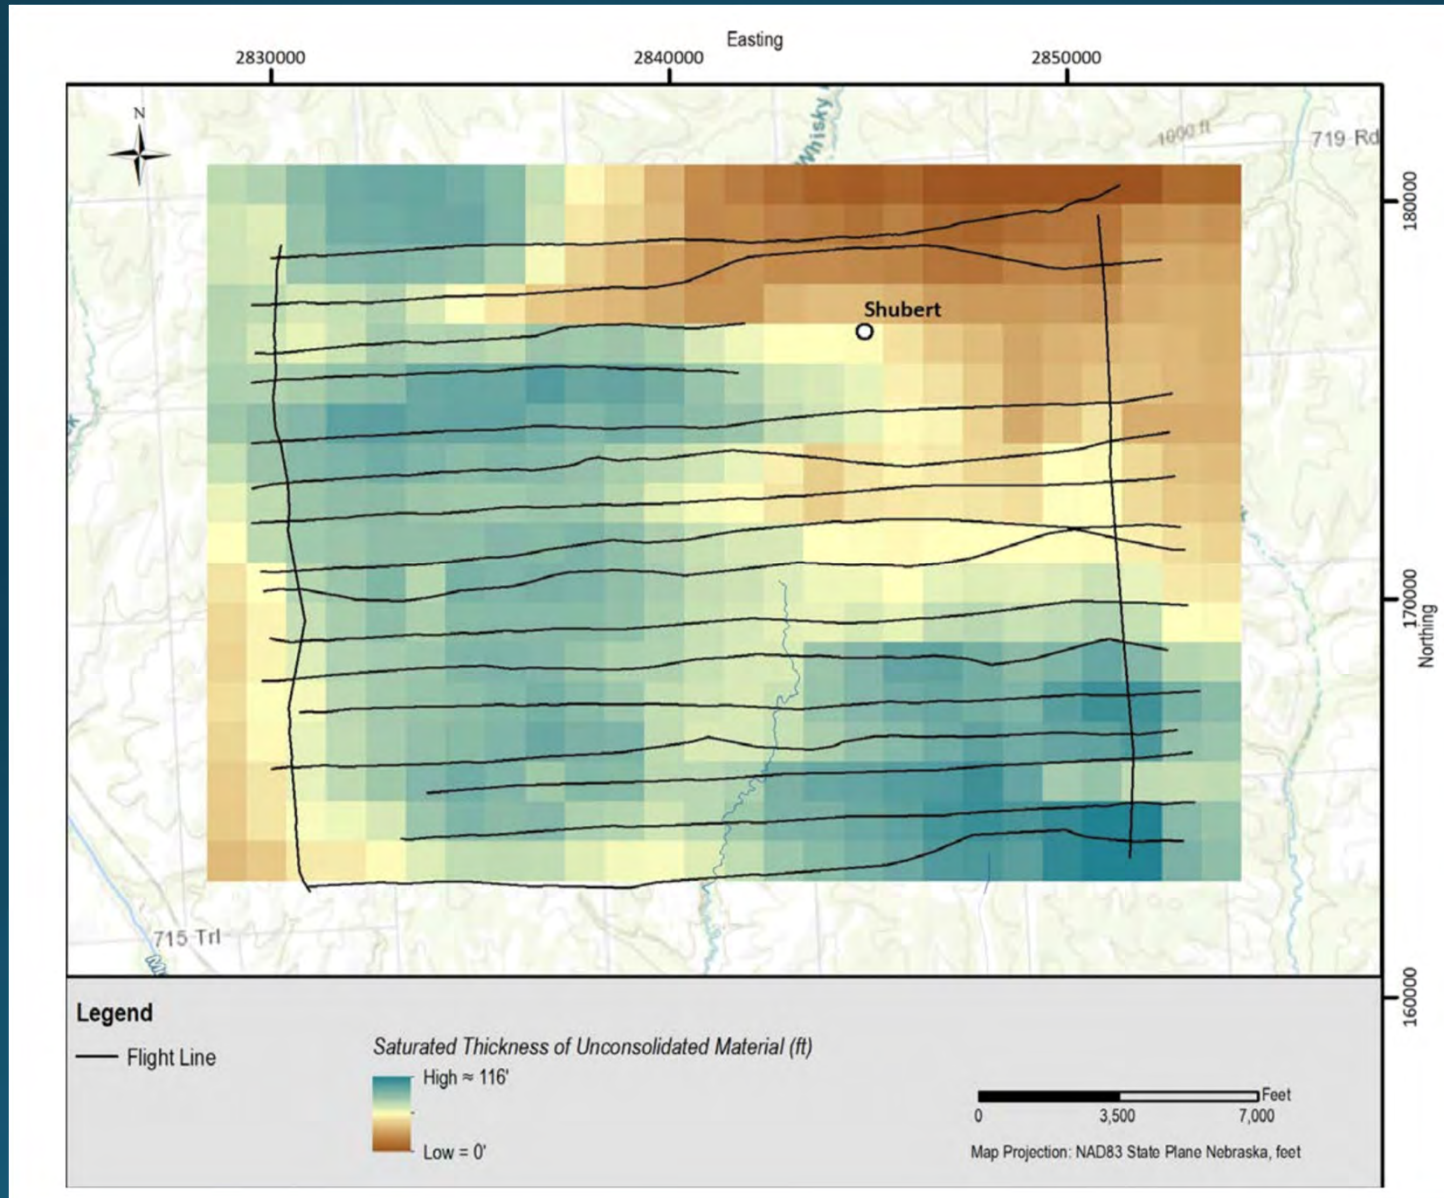 Easting
2830000 2840000 2850000
N
Whisky
1000 ft
719 Rd
180000
Shubert
170000
Northing
715 Trl
160000
Legend
Flight Line
Saturated Thickness of Unconsolidated Material (ft)
High ≈ 116'
Low = 0'
Feet
0 3,500 7,000
Map Projection: NAD83 State Plane Nebraska, feet